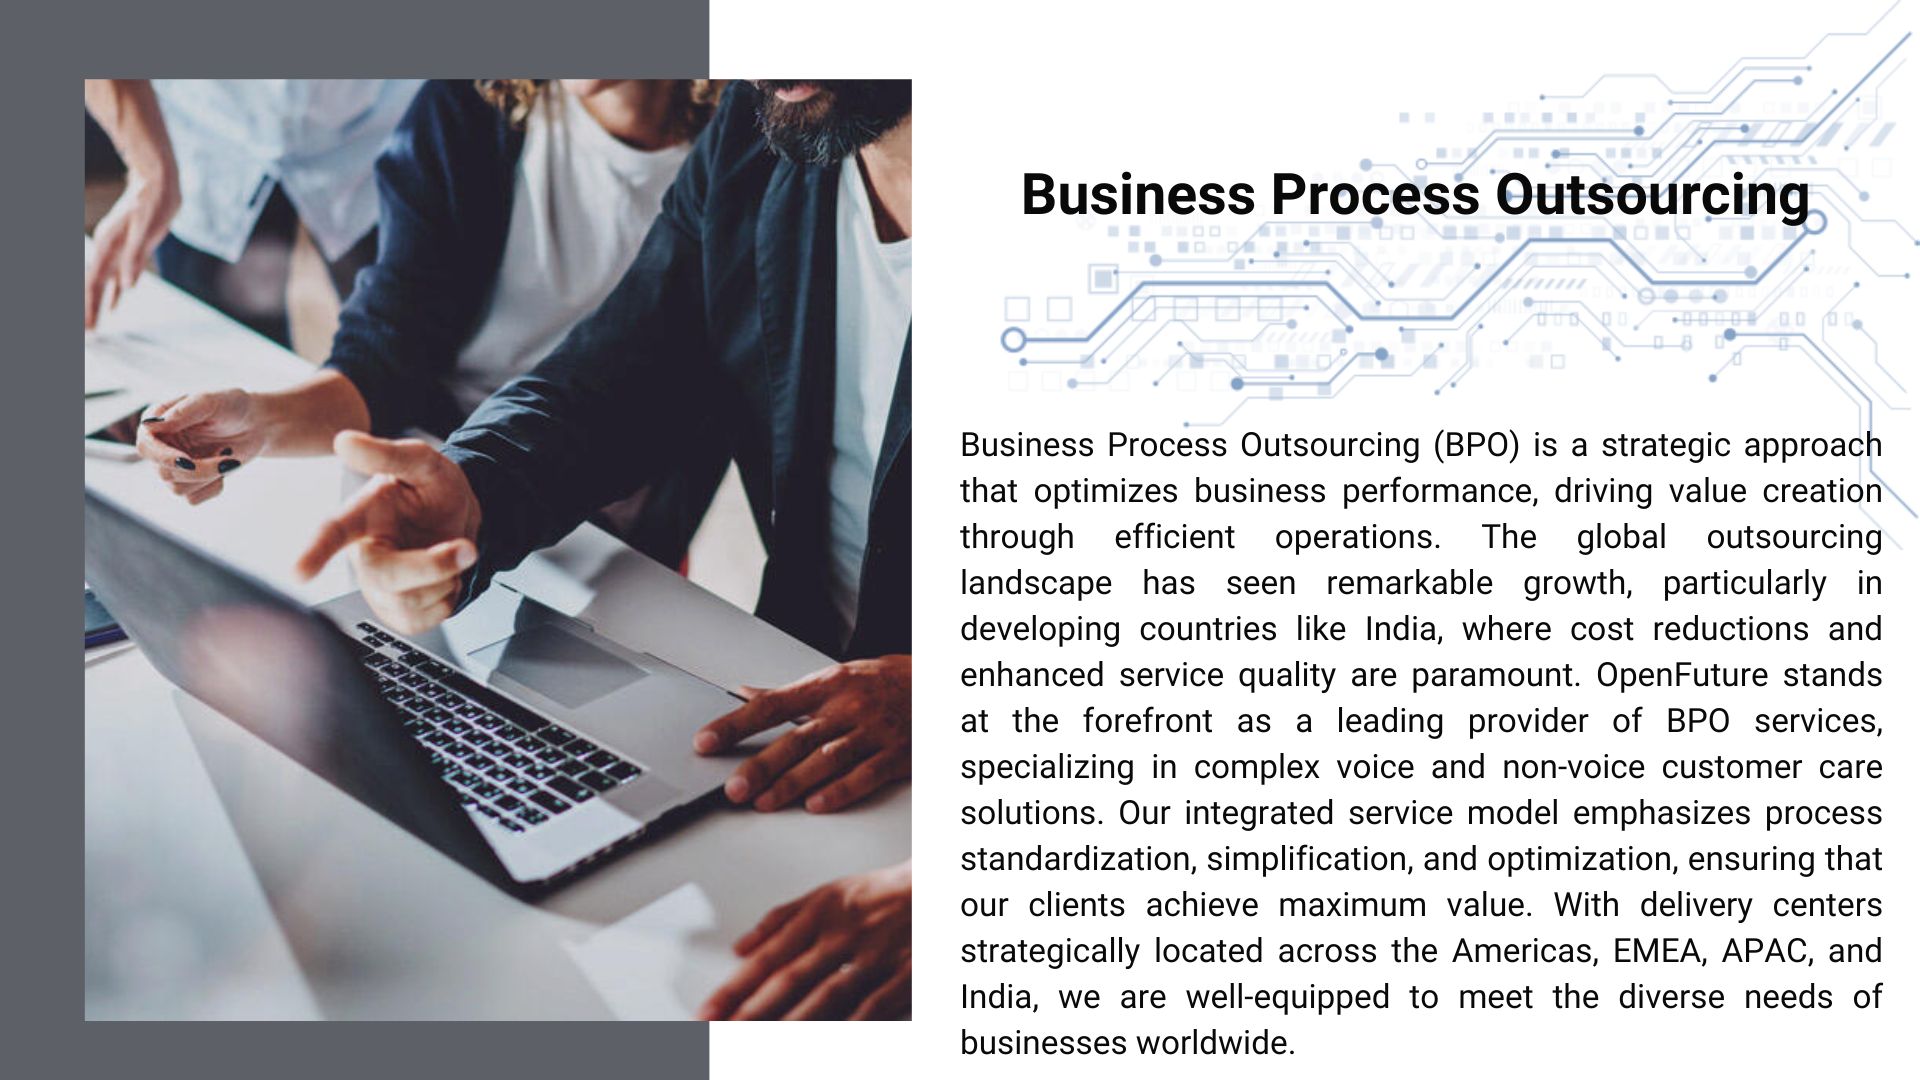 Business Process Outsourcing
Business Process Outsourcing (BPO) is a strategic approach
that optimizes business performance, driving value creation
through efficient operations. The global outsourcing
landscape has seen remarkable growth, particularly in
developing countries like India, where cost reductions and
enhanced service quality are paramount. OpenFuture stands
at the forefront as a leading provider of BPO services,
specializing in complex voice and non-voice customer care
solutions. Our integrated service model emphasizes process
standardization, simplification, and optimization, ensuring that
our clients achieve maximum value. With delivery centers
strategically located across the Americas, EMEA, APAC, and
India, we are well-equipped to meet the diverse needs of
businesses worldwide.